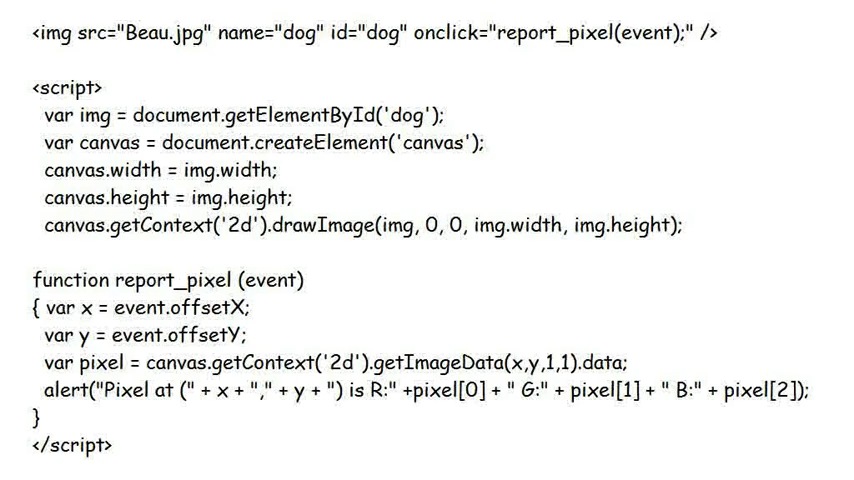 <img src="Beau.jpg" name="dog" id="dog" onclick="report_pixel(event);" />
<script>
var img = document.getElementById('dog');
var canvas = document.createElement('canvas');
canvas.width = img.width;
canvas.height = img.height;
canvas.getContext('2d').drawImage(img, 0, 0, img.width, img.height);
function report_pixel (event)
{ var x = event.offsetX;
var y = event.offsetY;
var pixel = canvas.getContext('2d').getImageData(x,y,1,1).data;
alert("Pixel at (" + x + "," + y + ") is R:" +pixel[0] + " G:" + pixel[1] + " B:" + pixel[2]);
}
</script>